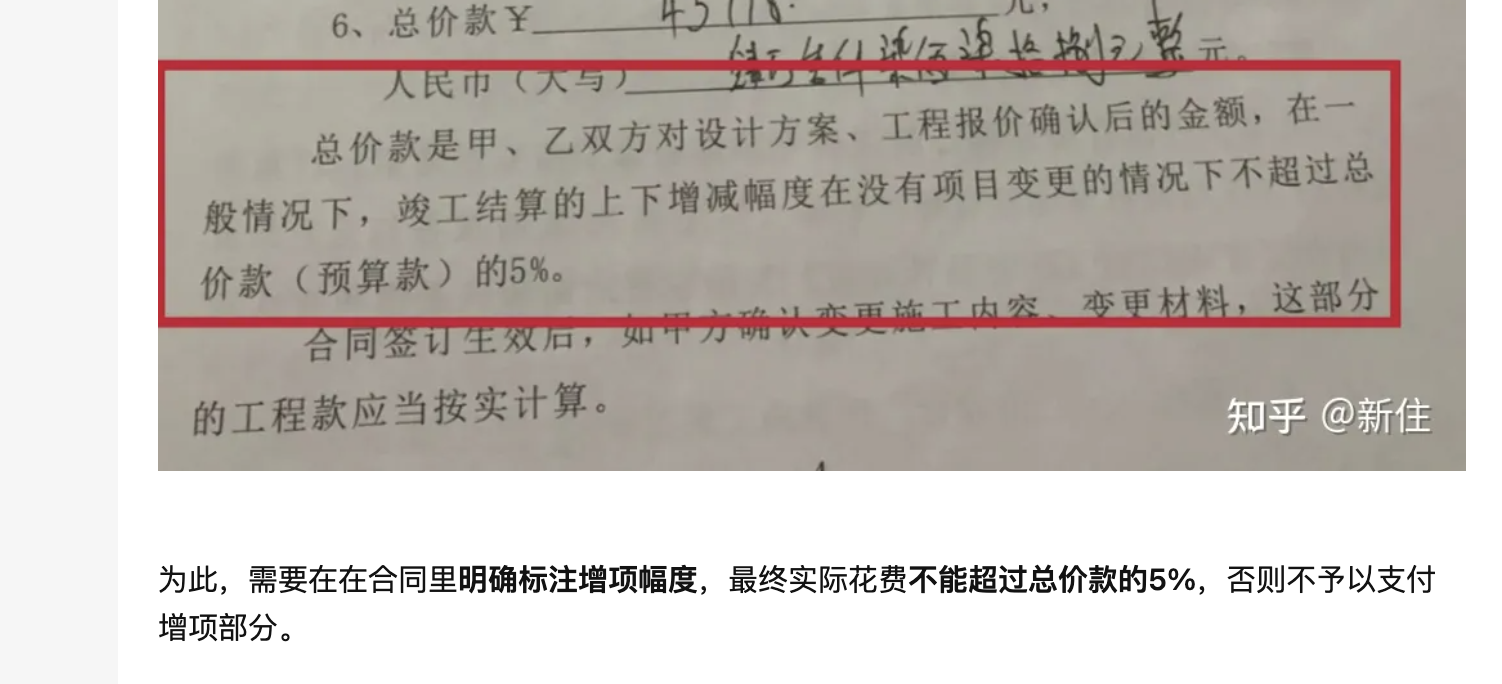 6、总价款￥ 元，
人民币（大写） 元。
总价款是甲、乙双方对设计方案、工程报价确认后的金额，在一
般情况下，竣工结算的上下增减幅度在没有项目变更的情况下不超过总
价款（预算款）的5%。
合同签订生效后，如甲方确认变更施工内容、变更材料，这部分
的工程款应当按实计算。
知乎 @新住
为此，需要在在合同里明确标注增项幅度，最终实际花费不能超过总价款的5%，否则不予以支付
增项部分。